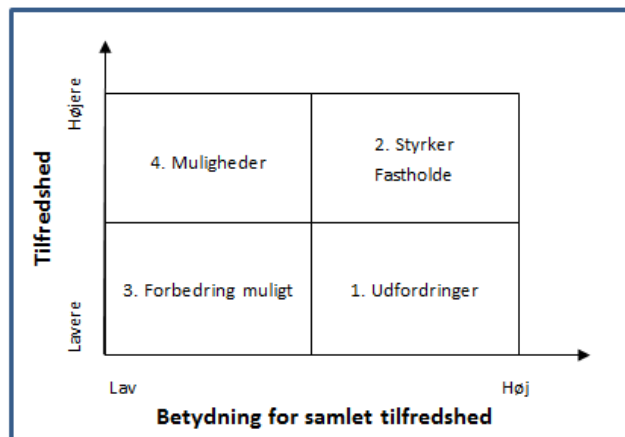 Tilfredshed
Højere
Lavere
4. Muligheder
2. Styrker
Fastholde
3. Forbedring muligt
1. Udfordringer
Lav
Høj
Betydning for samlet tilfredshed